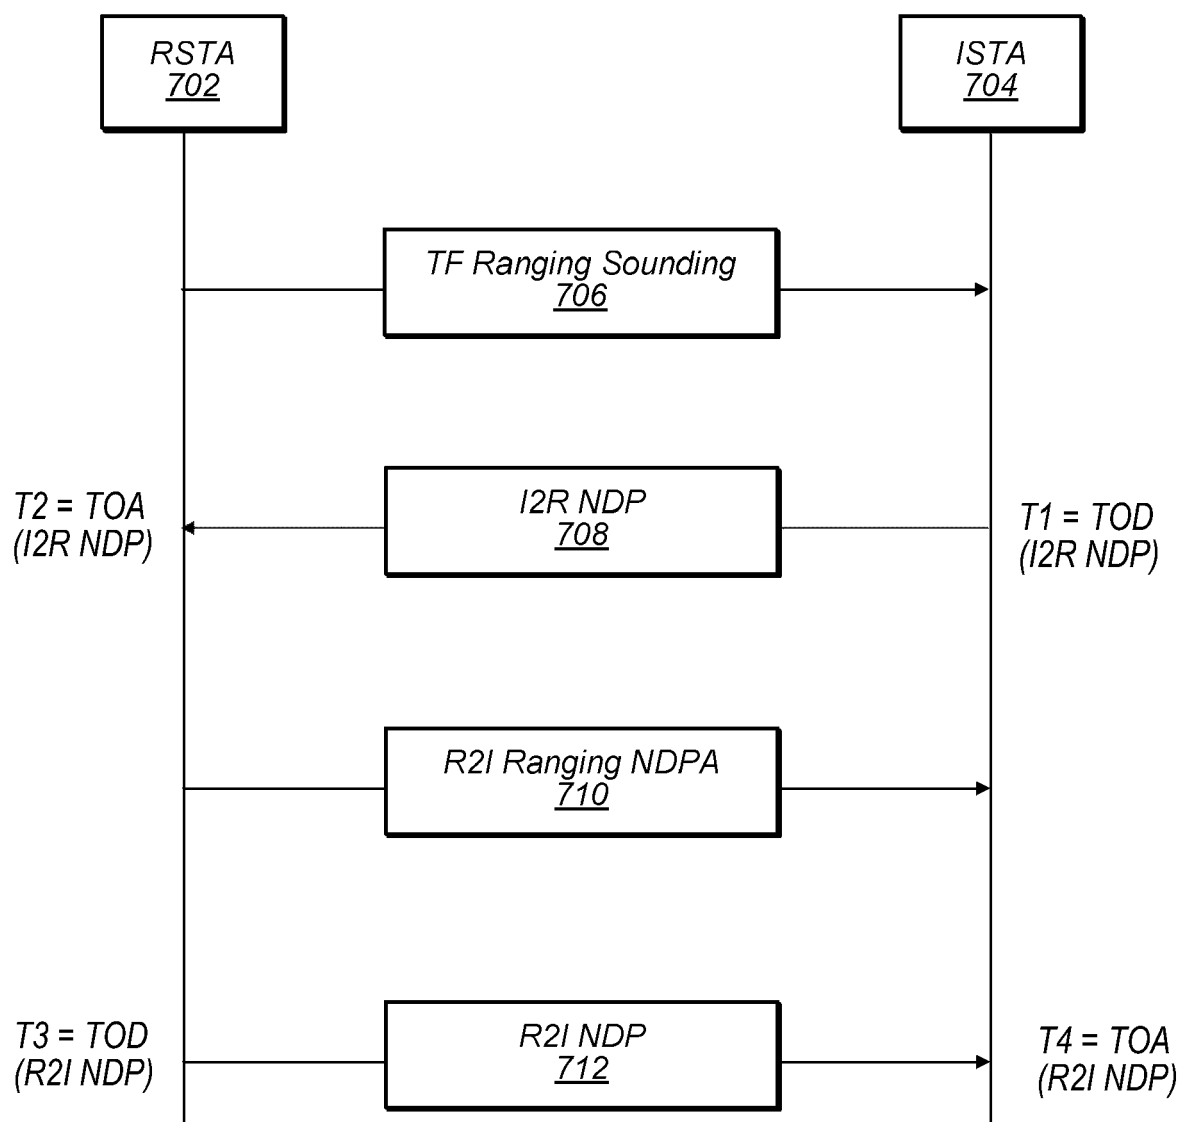 RSTA
702
ISTA
704
TF Ranging Sounding
706
T2 = TOA
(I2R NDP)
I2R NDP
708
T1 = TOD
(I2R NDP)
R2I Ranging NDPA
710
T3 = TOD
(R2I NDP)
R2I NDP
712
T4 = TOA
(R2I NDP)